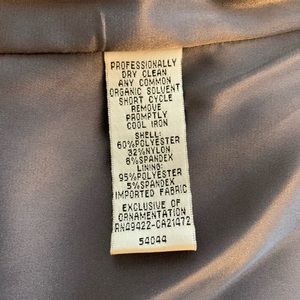 PROFESSIONALLY
DRY CLEAN
ANY COMMON
ORGANIC SOLVENT
SHORT CYCLE
REMOVE
PROMPTLY
COOL IRON
SHELL:
60%POLYESTER
32%NYLON
8%SPANDEX
LINING:
95%POLYESTER
5%SPANDEX
IMPORTED FABRIC
EXCLUSIVE OF
ORNAMENTATION
RN49422-CA21472
54044